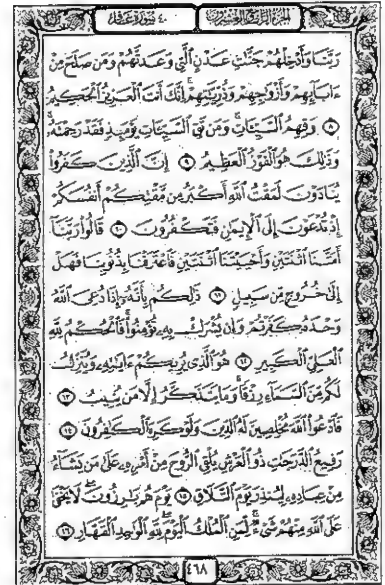 الجزء الرابع والعشرون ٤٠ سورة غافر
رَبَّنَا وَأَدْخِلْهُمْ جَنَّٰتِ عَدْنٍ ٱلَّتِى وَعَدتَّهُمْ وَمَن صَلَحَ مِنْ
ءَابَآئِهِمْ وَأَزْوَٰجِهِمْ وَذُرِّيَّٰتِهِمْ إِنَّكَ أَنتَ ٱلْعَزِيزُ ٱلْحَكِيمُ
٨ وَقِهِمُ ٱلسَّيِّـَٔاتِ وَمَن تَقِ ٱلسَّيِّـَٔاتِ يَوْمَئِذٍ فَقَدْ رَحِمْتَهُۥ
وَذَٰلِكَ هُوَ ٱلْفَوْزُ ٱلْعَظِيمُ ٩ إِنَّ ٱلَّذِينَ كَفَرُوا۟
يُنَادَوْنَ لَمَقْتُ ٱللَّهِ أَكْبَرُ مِن مَّقْتِكُمْ أَنفُسَكُمْ
إِذْ تُدْعَوْنَ إِلَى ٱلْإِيمَٰنِ فَتَكْفُرُونَ ١٠ قَالُوا۟ رَبَّنَآ
أَمَتَّنَا ٱثْنَتَيْنِ وَأَحْيَيْتَنَا ٱثْنَتَيْنِ فَٱعْتَرَفْنَا بِذُنُوبِنَا فَهَلْ
إِلَىٰ خُرُوجٍ مِّن سَبِيلٍ ١١ ذَٰلِكُم بِأَنَّهُۥٓ إِذَا دُعِىَ ٱللَّهُ
وَحْدَهُۥ كَفَرْتُمْ وَإِن يُشْرَكْ بِهِۦ تُؤْمِنُوا۟ فَٱلْحُكْمُ لِلَّهِ
ٱلْعَلِىِّ ٱلْكَبِيرِ ١٢ هُوَ ٱلَّذِى يُرِيكُمْ ءَايَٰتِهِۦ وَيُنَزِّلُ
لَكُم مِّنَ ٱلسَّمَآءِ رِزْقًا وَمَا يَتَذَكَّرُ إِلَّا مَن يُنِيبُ ١٣
فَٱدْعُوا۟ ٱللَّهَ مُخْلِصِينَ لَهُ ٱلدِّينَ وَلَوْ كَرِهَ ٱلْكَٰفِرُونَ ١٤
رَفِيعُ ٱلدَّرَجَٰتِ ذُو ٱلْعَرْشِ يُلْقِى ٱلرُّوحَ مِنْ أَمْرِهِۦ عَلَىٰ مَن يَشَآءُ
مِنْ عِبَادِهِۦ لِيُنذِرَ يَوْمَ ٱلتَّلَاقِ ١٥ يَوْمَ هُم بَٰرِزُونَ لَا يَخْفَىٰ
عَلَى ٱللَّهِ مِنْهُمْ شَىْءٌ لِّمَنِ ٱلْمُلْكُ ٱلْيَوْمَ لِلَّهِ ٱلْوَٰحِدِ ٱلْقَهَّارِ ١٦
٤٦٨